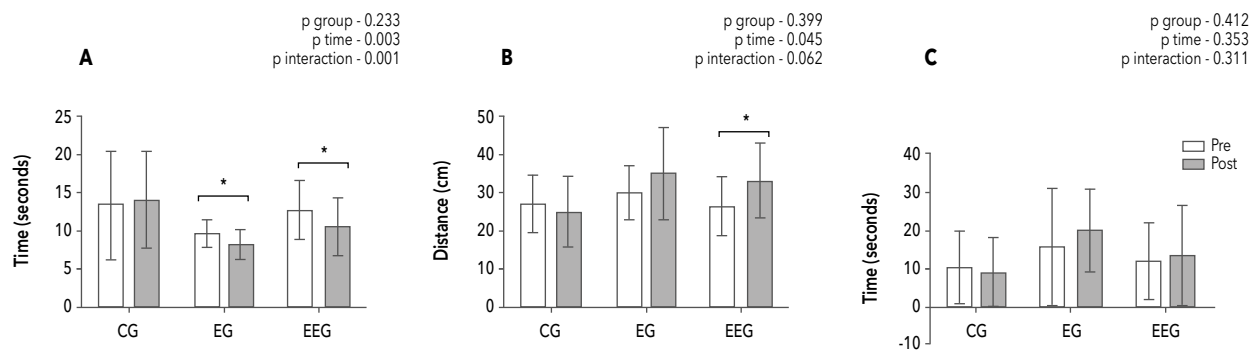 A
p group - 0.233
p time - 0.003
p interaction - 0.001
Time (seconds)
25
20
15
10
5
0
*
*
CG
EG
EEG
B
p group - 0.399
p time - 0.045
p interaction - 0.062
Distance (cm)
50
40
30
20
10
0
*
CG
EG
EEG
C
p group - 0.412
p time - 0.353
p interaction - 0.311
Time (seconds)
40
30
20
10
0
-10
Pre
Post
CG
EG
EEG